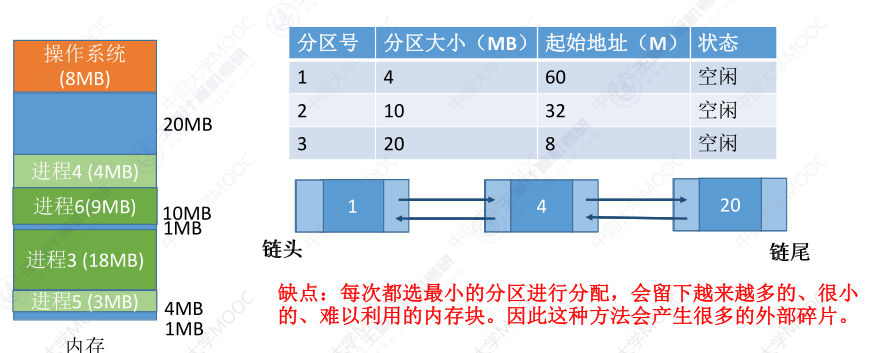 操作系统
(8MB)
20MB
进程4 (4MB)
进程6(9MB)
10MB
1MB
进程3 (18MB)
进程5 (3MB)
4MB
1MB
内存
分区号 分区大小（MB） 起始地址（M） 状态
1 4 60 空闲
2 10 32 空闲
3 20 8 空闲
1 4 20
链头 链尾
缺点：每次都选最小的分区进行分配，会留下越来越多的、很小
的、难以利用的内存块。因此这种方法会产生很多的外部碎片。